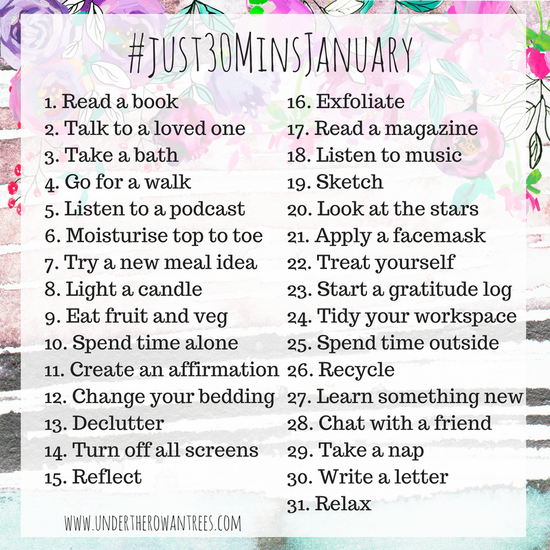 #just30MinsJanuary
1. Read a book
2. Talk to a loved one
3. Take a bath
4. Go for a walk
5. Listen to a podcast
6. Moisturise top to toe
7. Try a new meal idea
8. Light a candle
9. Eat fruit and veg
10. Spend time alone
11. Create an affirmation
12. Change your bedding
13. Declutter
14. Turn off all screens
15. Reflect
16. Exfoliate
17. Read a magazine
18. Listen to music
19. Sketch
20. Look at the stars
21. Apply a facemask
22. Treat yourself
23. Start a gratitude log
24. Tidy your workspace
25. Spend time outside
26. Recycle
27. Learn something new
28. Chat with a friend
29. Take a nap
30. Write a letter
31. Relax
www.undertherowantrees.com